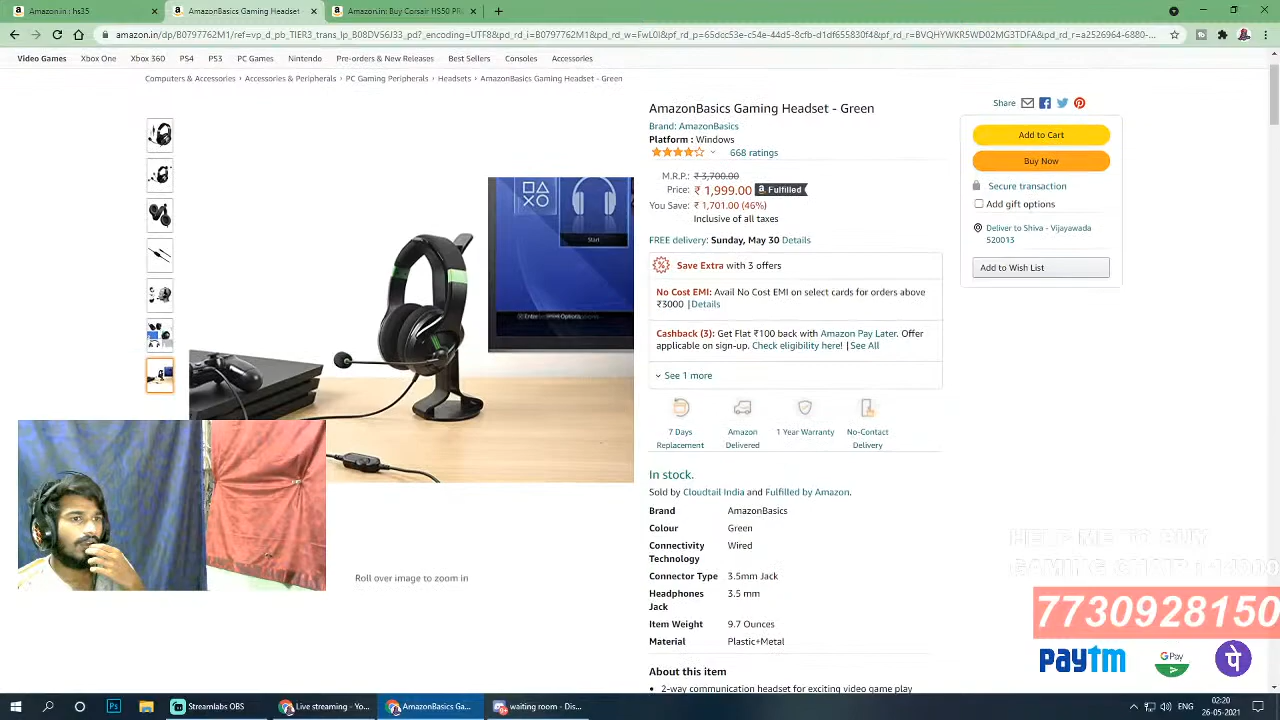 Amazon.in : hs35
AmazonBasics Gaming Headset
Amazon.in: Corsair HS50 PRO
amazon.in/dp/B0797762M1/ref=vp_d_pb_TIER3_trans_lp_B08DV56J33_pd?_encoding=UTF8&pd_rd_i=B0797762M1&pd_rd_w=FwL0I&pf_rd_p=65dcc53e-c54e-44d5-8cfb-d1df655830f4&pf_rd_r=BVQHYWKR5WD02MG3TDFA&pd_rd_r=a2526964-6880-...
Video Games Xbox One Xbox 360 PS4 PS3 PC Games Nintendo Pre-orders & New Releases Best Sellers Consoles Accessories
Computers & Accessories › Accessories & Peripherals › PC Gaming Peripherals › Headsets › AmazonBasics Gaming Headset - Green
AmazonBasics Gaming Headset - Green
Brand: AmazonBasics
Platform : Windows
668 ratings
M.R.P.: ₹ 3,700.00
Price: ₹ 1,999.00 Fulfilled
You Save: ₹ 1,701.00 (46%)
Inclusive of all taxes
FREE delivery: Sunday, May 30 Details
Save Extra with 3 offers
No Cost EMI: Avail No Cost EMI on select cards for orders above
₹3000 |Details
Cashback (3): Get Flat ₹100 back with Amazon Pay Later. Offer
applicable on sign-up. Check eligibility here! |See All
See 1 more
7 Days
Replacement
Amazon
Delivered
1 Year Warranty
No-Contact
Delivery
In stock.
Sold by Cloudtail India and Fulfilled by Amazon.
Brand AmazonBasics
Colour Green
Connectivity Wired
Technology
Connector Type 3.5mm Jack
Headphones 3.5 mm
Jack
Item Weight 9.7 Ounces
Material Plastic+Metal
About this item
• 2-way communication headset for exciting video game play
Share
Add to Cart
Buy Now
Secure transaction
Add gift options
Deliver to Shiva - Vijayawada
520013
Add to Wish List
Start
Enter Options
Roll over image to zoom in
HELP ME TO BUY
GAMING CHAIR
7730928150
paytm
G Pay
पे
Ps
Streamlabs OBS
Live streaming - Yo...
AmazonBasics Ga...
waiting room - Dis...
02:20
26-05-2021